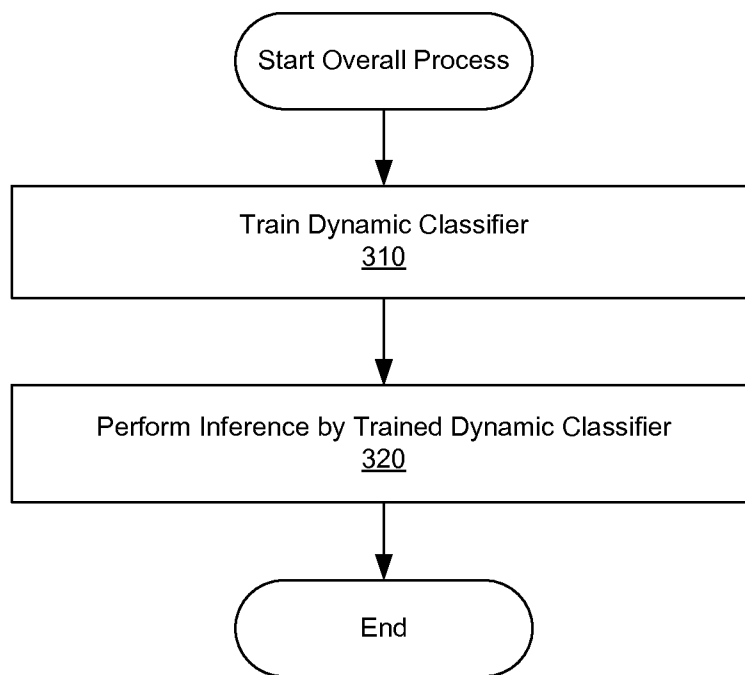 Start Overall Process
Train Dynamic Classifier
310
Perform Inference by Trained Dynamic Classifier
320
End